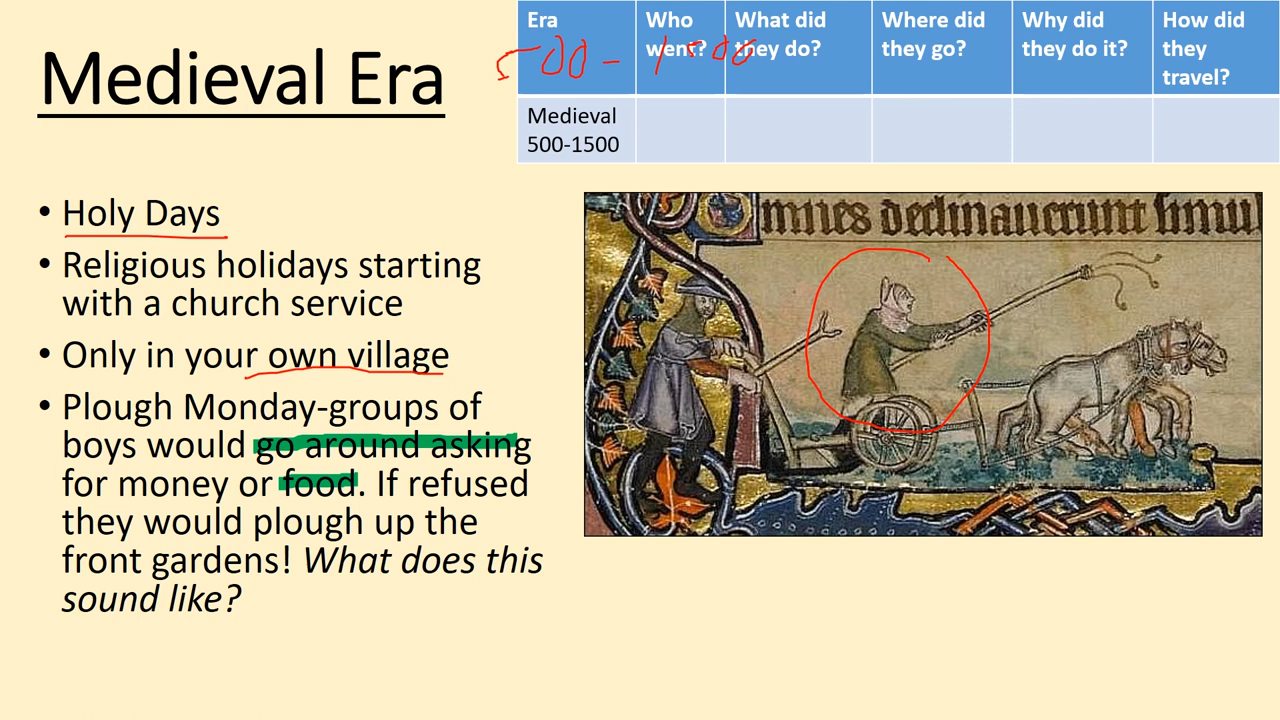 Medieval Era
Era
Who went?
What did they do?
Where did they go?
Why did they do it?
How did they travel?
500-1500
Medieval
500-1500
• Holy Days
• Religious holidays starting
with a church service
• Only in your own village
• Plough Monday-groups of
boys would go around asking
for money or food. If refused
they would plough up the
front gardens! What does this
sound like?
declinauerunt simul